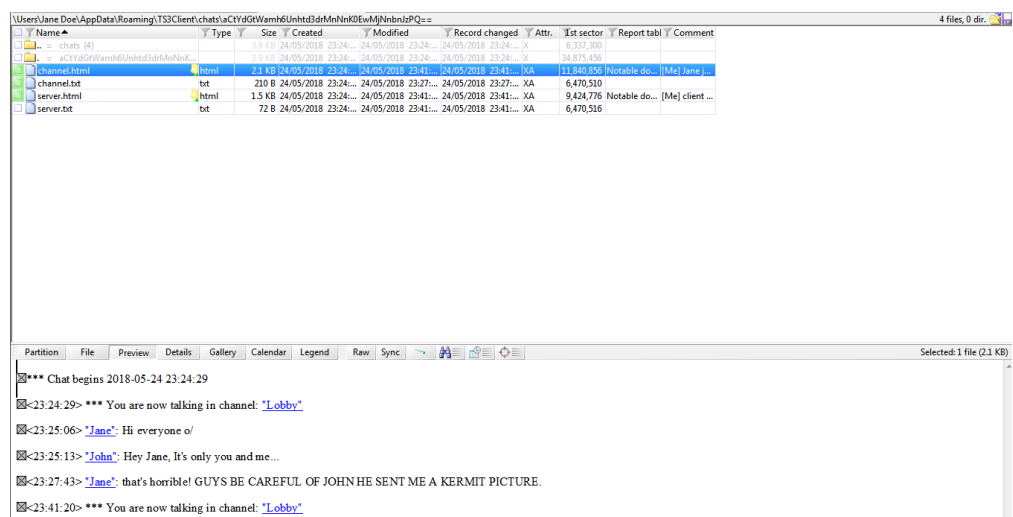 \Users\Jane Doe\AppData\Roaming\TS3Client\chats\aCtYdGtWamh6Unhtd3drMnNnK0EwMjNnbnJzPQ== 4 files, 0 dir.
Name Type Size Created Modified Record changed Attr. 1st sector Report tabl Comment
.. = chats (4) 3.9 KB 24/05/2018 23:24:... 24/05/2018 23:24:... 24/05/2018 23:24:... X 6,337,300
. = aCtYdGtWamh6Unhtd3drMnNnK... 3.9 KB 24/05/2018 23:24:... 24/05/2018 23:24:... 24/05/2018 23:24:... X 34,875,456
channel.html html 2.1 KB 24/05/2018 23:24:... 24/05/2018 23:41:... 24/05/2018 23:41:... XA 11,840,856 Notable do... [Me] Jane j...
channel.txt txt 210 B 24/05/2018 23:24:... 24/05/2018 23:27:... 24/05/2018 23:27:... XA 6,470,510
server.html html 1.5 KB 24/05/2018 23:24:... 24/05/2018 23:41:... 24/05/2018 23:41:... XA 9,424,776 Notable do... [Me] client ...
server.txt txt 72 B 24/05/2018 23:24:... 24/05/2018 23:41:... 24/05/2018 23:41:... XA 6,470,516
Partition File Preview Details Gallery Calendar Legend Raw Sync Selected: 1 file (2.1 KB)
*** Chat begins 2018-05-24 23:24:29
<23:24:29> *** You are now talking in channel: "Lobby"
<23:25:06> "Jane": Hi everyone o/
<23:25:13> "John": Hey Jane, It's only you and me...
<23:27:43> "Jane": that's horrible! GUYS BE CAREFUL OF JOHN HE SENT ME A KERMIT PICTURE.
<23:41:20> *** You are now talking in channel: "Lobby"